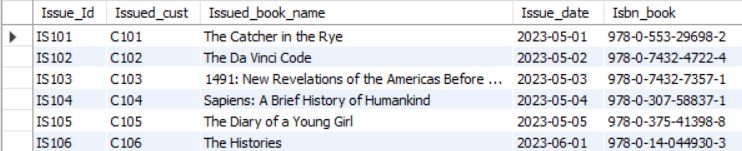 Issue_Id Issued_cust Issued_book_name Issue_date Isbn_book
IS101 C101 The Catcher in the Rye 2023-05-01 978-0-553-29698-2
IS102 C102 The Da Vinci Code 2023-05-02 978-0-7432-4722-4
IS103 C103 1491: New Revelations of the Americas Before ... 2023-05-03 978-0-7432-7357-1
IS104 C104 Sapiens: A Brief History of Humankind 2023-05-04 978-0-307-58837-1
IS105 C105 The Diary of a Young Girl 2023-05-05 978-0-375-41398-8
IS106 C106 The Histories 2023-06-01 978-0-14-044930-3